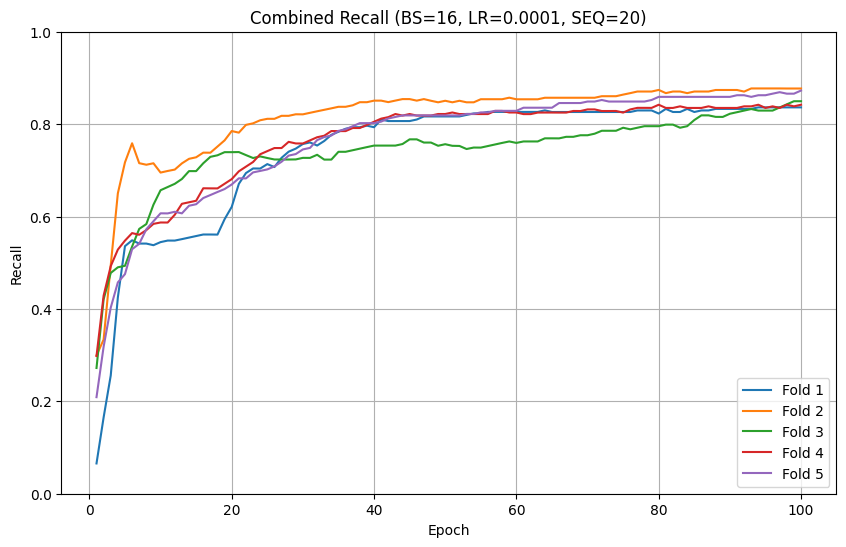 Combined Recall (BS=16, LR=0.0001, SEQ=20)
1.0
0.8
0.6
0.4
0.2
0.0
Recall
0 20 40 60 80 100
Epoch
Fold 1
Fold 2
Fold 3
Fold 4
Fold 5